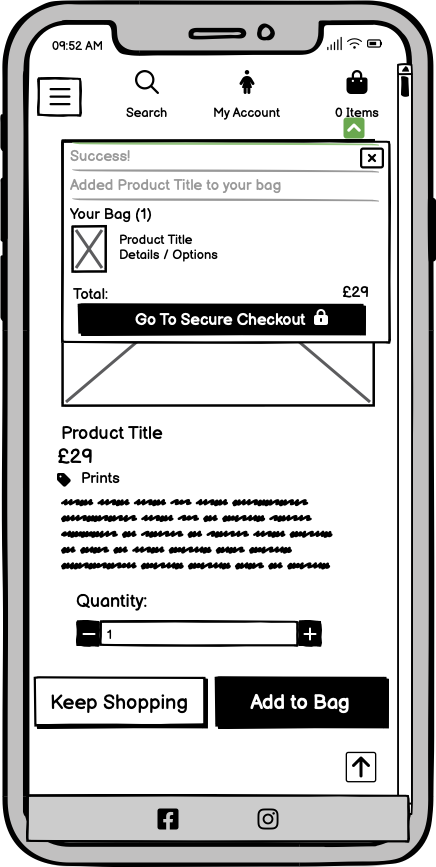 09:52 AM
Search
My Account
0 Items
Success!
Added Product Title to your bag
Your Bag (1)
Product Title
Details / Options
Total:
£29
Go To Secure Checkout
Product Title
£29
Prints
Quantity:
1
Keep Shopping
Add to Bag